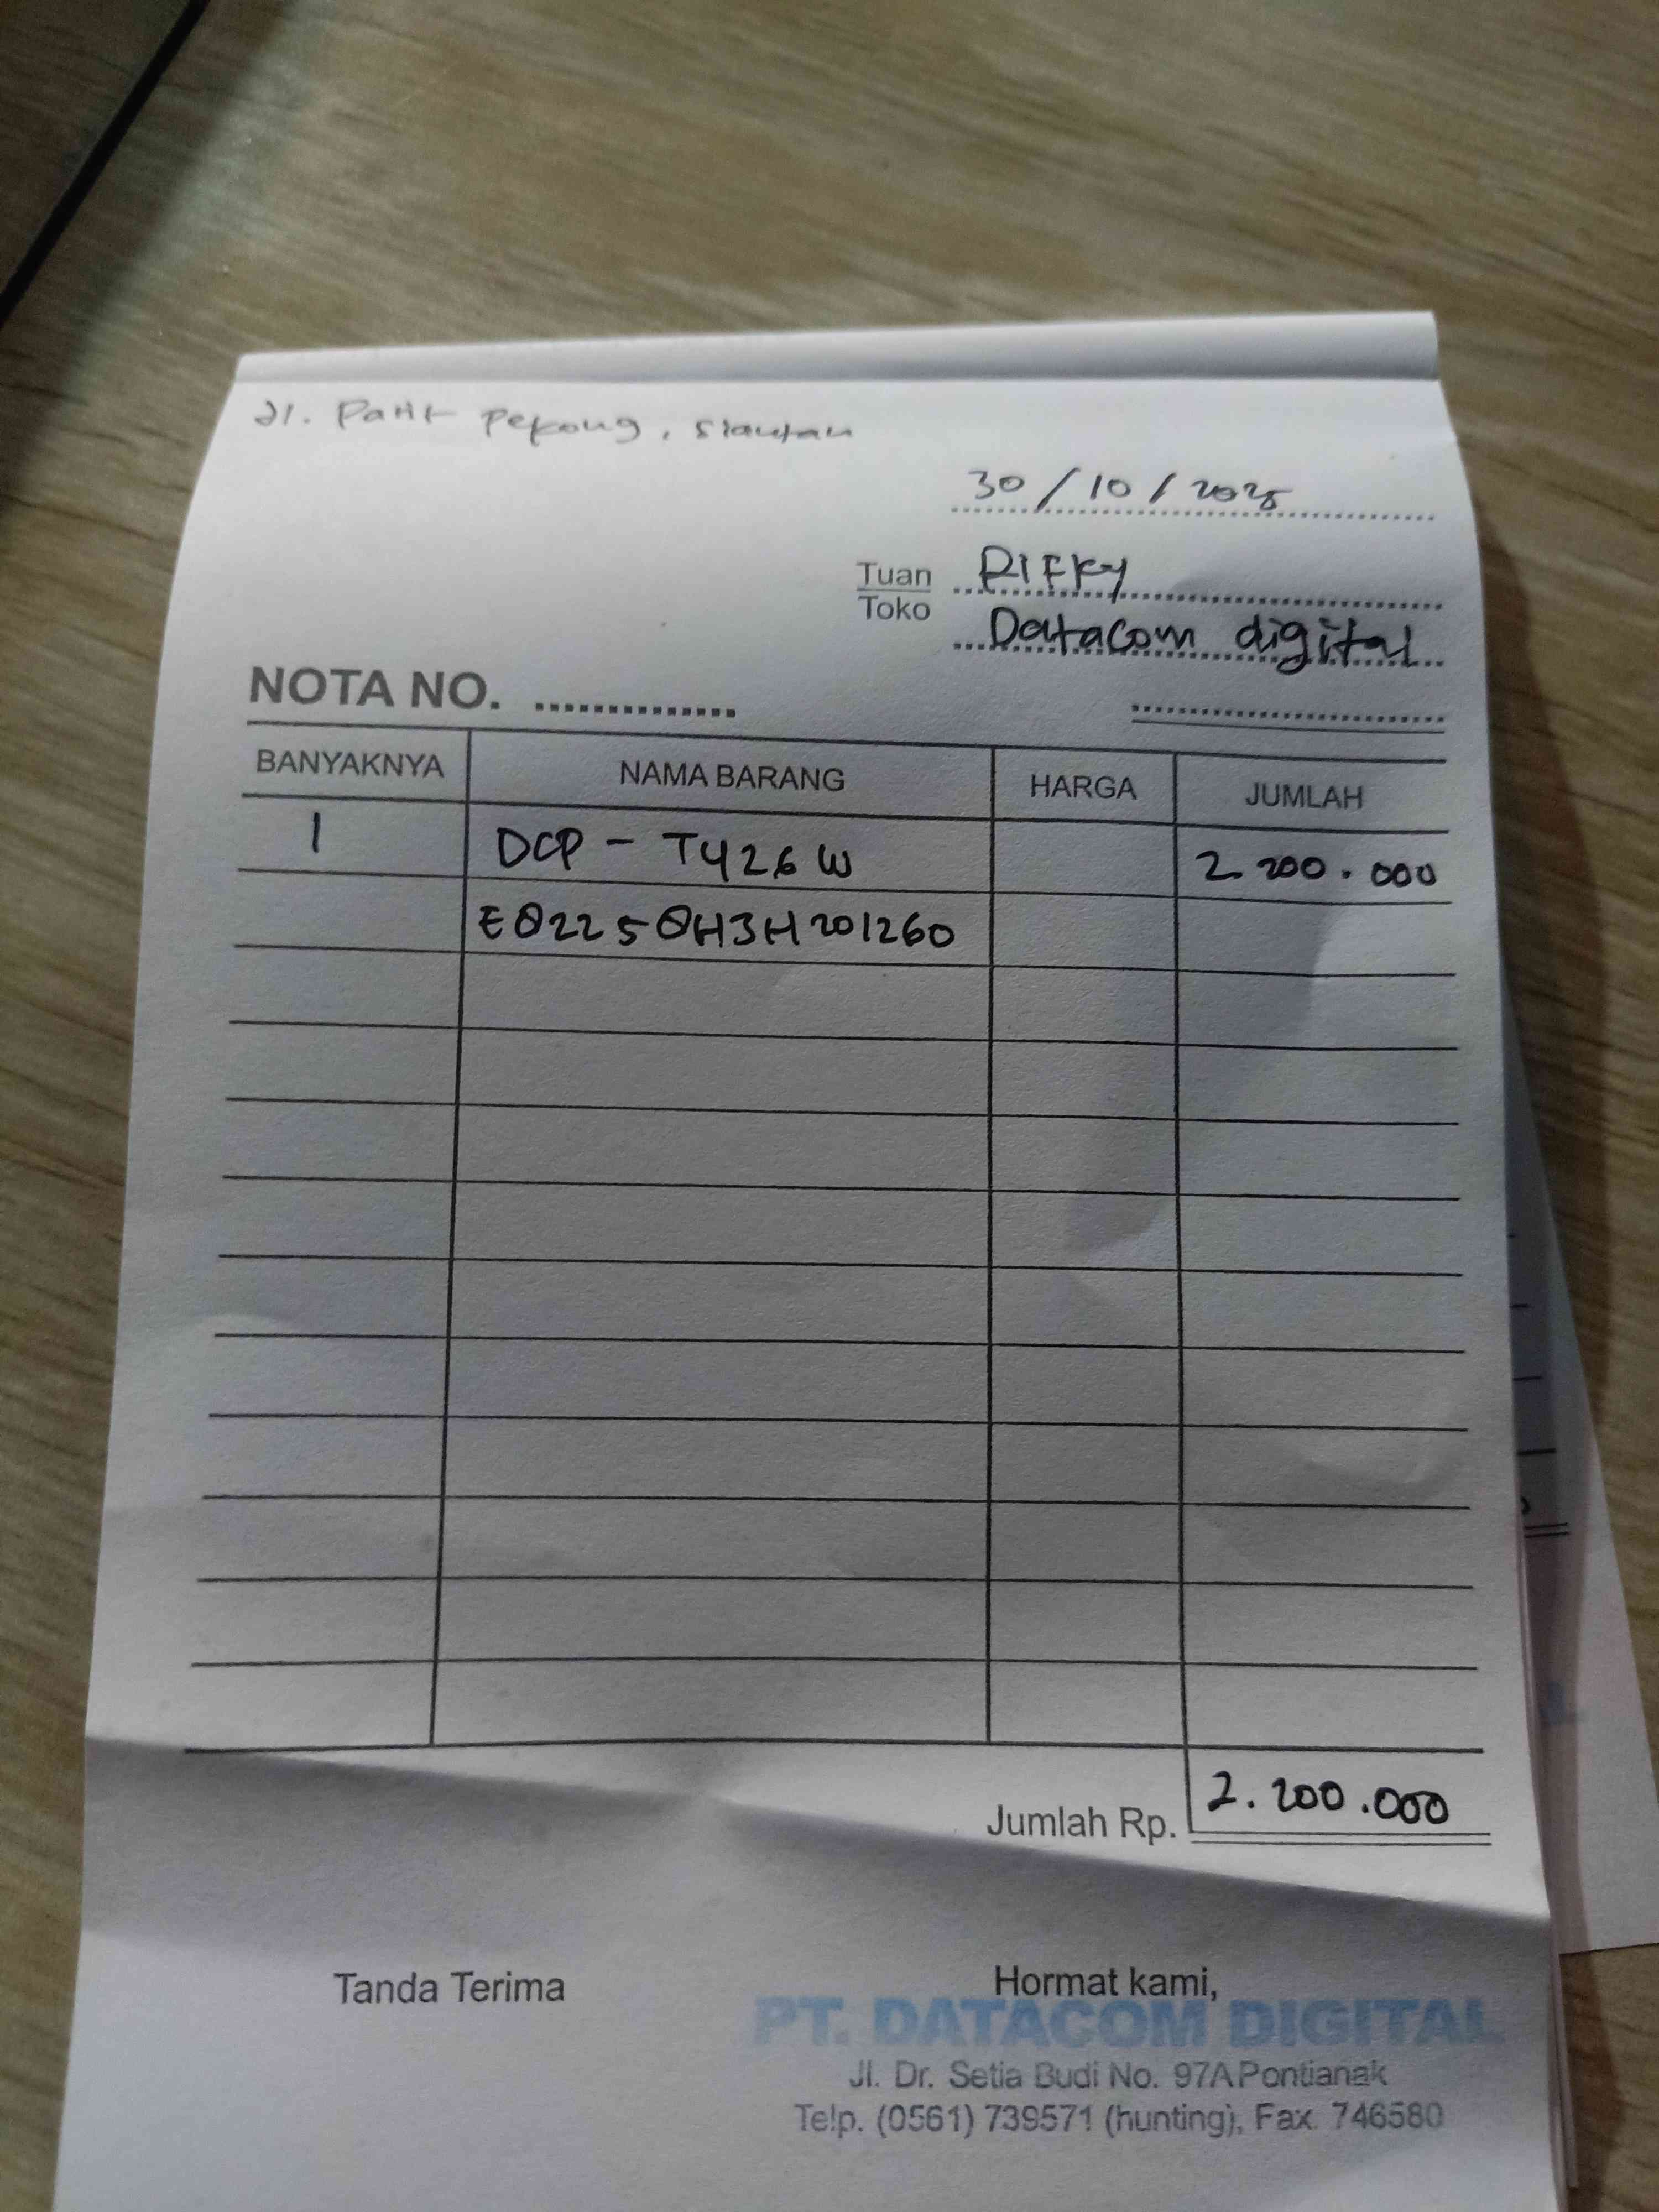 Jl. Parit Pekong, Siantan
30 / 10 / 2025
Tuan Rifky
Toko Datacom digital
NOTA NO. ..............
BANYAKNYA NAMA BARANG HARGA JUMLAH
1 DCP - T426W 2.200.000
E02250H3H201260
Jumlah Rp. 2.200.000
Tanda Terima Hormat kami,
PT. DATACOM DIGITAL
Jl. Dr. Setia Budi No. 97A Pontianak
Telp. (0561) 739571 (hunting), Fax. 746580